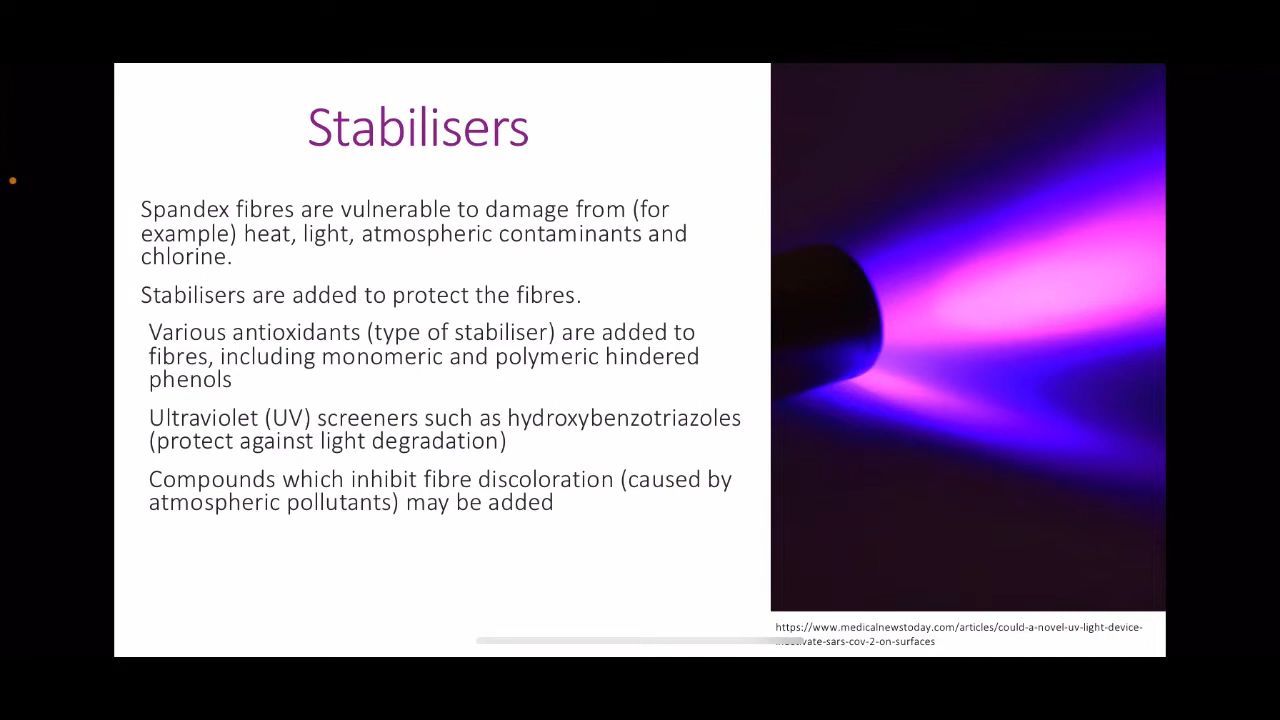 Stabilisers
Spandex fibres are vulnerable to damage from (for
example) heat, light, atmospheric contaminants and
chlorine.
Stabilisers are added to protect the fibres.
Various antioxidants (type of stabiliser) are added to
fibres, including monomeric and polymeric hindered
phenols
Ultraviolet (UV) screeners such as hydroxybenzotriazoles
(protect against light degradation)
Compounds which inhibit fibre discoloration (caused by
atmospheric pollutants) may be added
https://www.medicalnewstoday.com/articles/could-a-novel-uv-light-device-
-sars-cov-2-on-surfaces